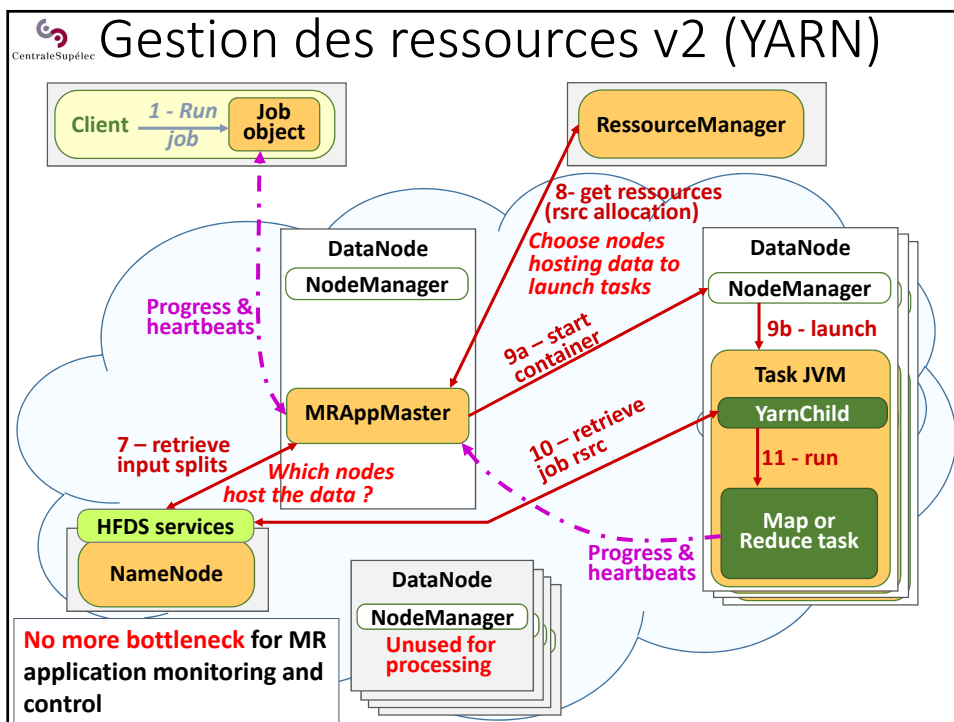 CentraleSupélec
Gestion des ressources v2 (YARN)
Client
1 - Run
job
Job
object
RessourceManager
8- get ressources
(rsrc allocation)
Choose nodes
hosting data to
launch tasks
DataNode
NodeManager
Progress &
heartbeats
MRAppMaster
9a – start
container
DataNode
NodeManager
9b - launch
Task JVM
YarnChild
11 - run
Map or
Reduce task
7 – retrieve
input splits
Which nodes
host the data ?
10 – retrieve
job rsrc
HFDS services
NameNode
Progress &
heartbeats
DataNode
NodeManager
Unused for
processing
No more bottleneck for MR
application monitoring and
control